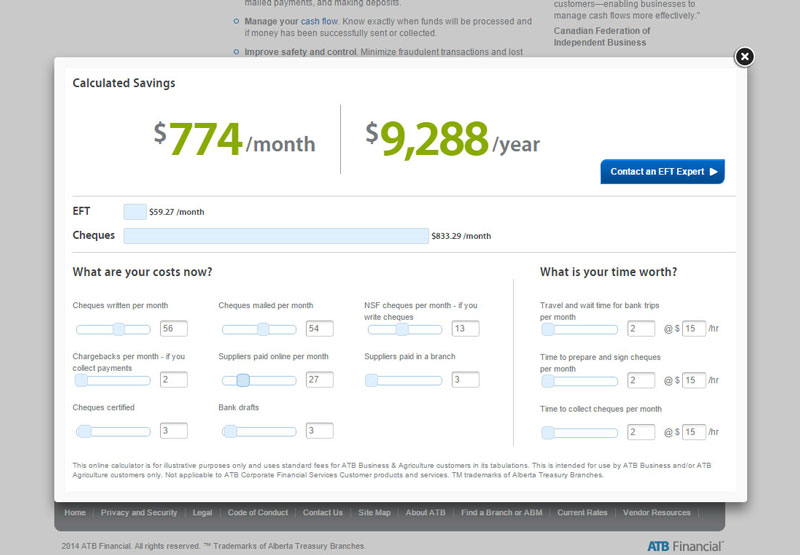 mailed payments, and making deposits.
Manage your cash flow. Know exactly when funds will be processed and
if money has been successfully sent or collected.
Improve safety and control. Minimize fraudulent transactions and lost
customers—enabling businesses to
manage cash flows more effectively."
Canadian Federation of
Independent Business
Calculated Savings
$774/month
$9,288/year
Contact an EFT Expert
EFT $59.27 /month
Cheques $833.29 /month
What are your costs now?
Cheques written per month
56
Cheques mailed per month
54
NSF cheques per month - if you
write cheques
13
Chargebacks per month - if you
collect payments
2
Suppliers paid online per month
27
Suppliers paid in a branch
3
Cheques certified
3
Bank drafts
3
What is your time worth?
Travel and wait time for bank trips
per month
2 @ $ 15 /hr
Time to prepare and sign cheques
per month
2 @ $ 15 /hr
Time to collect cheques per month
2 @ $ 15 /hr
This online calculator is for illustrative purposes only and uses standard fees for ATB Business & Agriculture customers in its tabulations. This is intended for use by ATB Business and/or ATB
Agriculture customers only. Not applicable to ATB Corporate Financial Services Customer products and services. TM trademarks of Alberta Treasury Branches.
Home | Privacy and Security | Legal | Code of Conduct | Contact Us | Site Map | About ATB | Find a Branch or ABM | Current Rates | Vendor Resources
2014 ATB Financial. All rights reserved. ™ Trademarks of Alberta Treasury Branches.
ATB Financial™